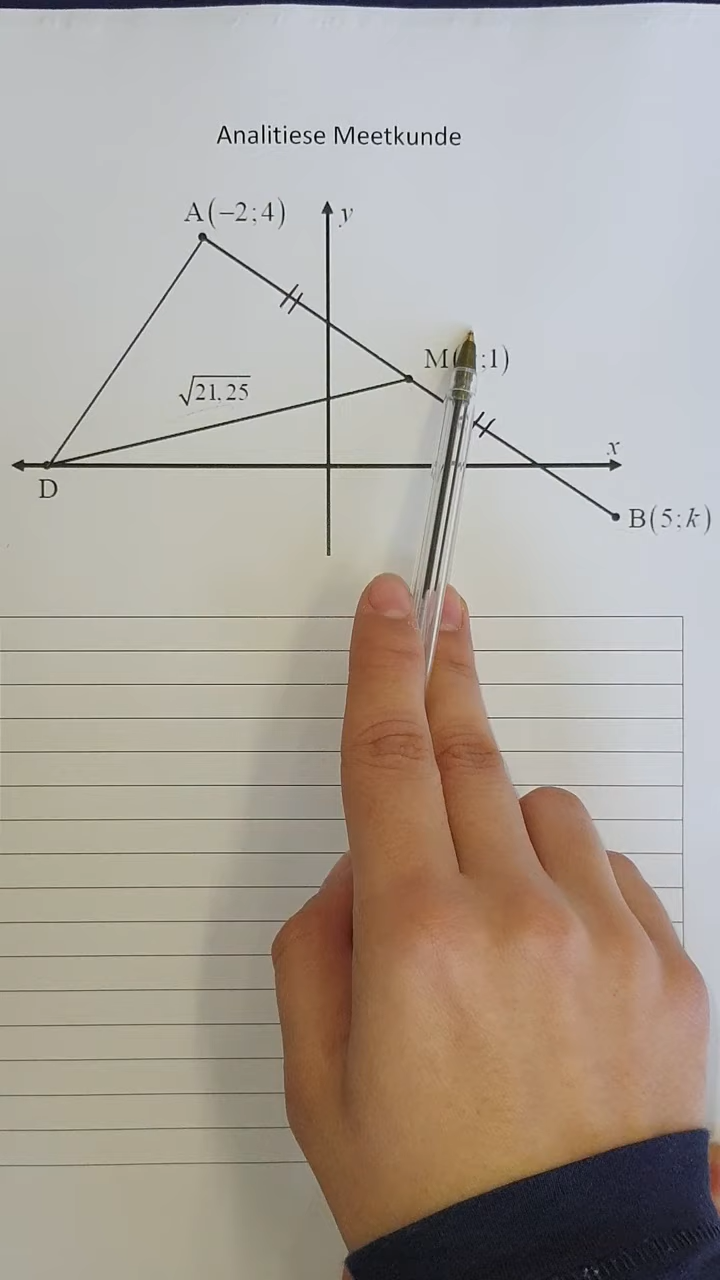 Analitiese Meetkunde
A(−2;4)
y
M( ;1)
√21,25
x
D
B(5;k)